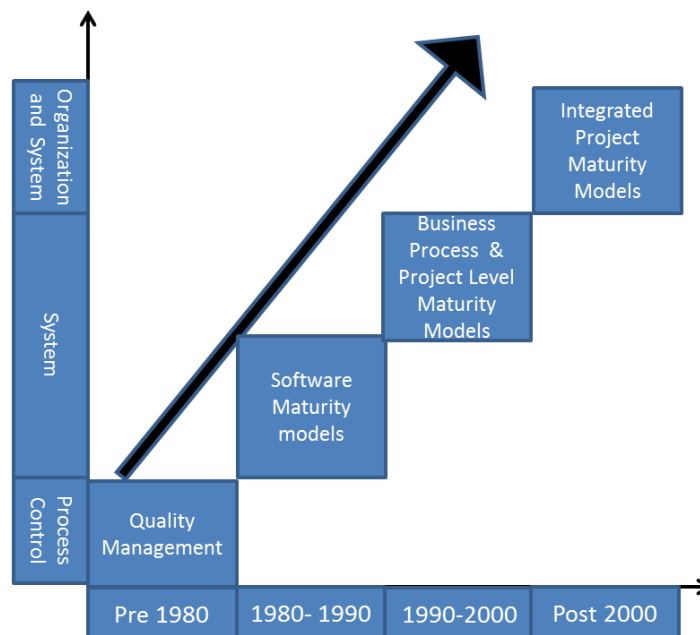 Organization
and System
System
Process
Control
Integrated
Project
Maturity
Models
Business
Process &
Project Level
Maturity
Models
Software
Maturity
models
Quality
Management
Pre 1980
1980- 1990
1990-2000
Post 2000